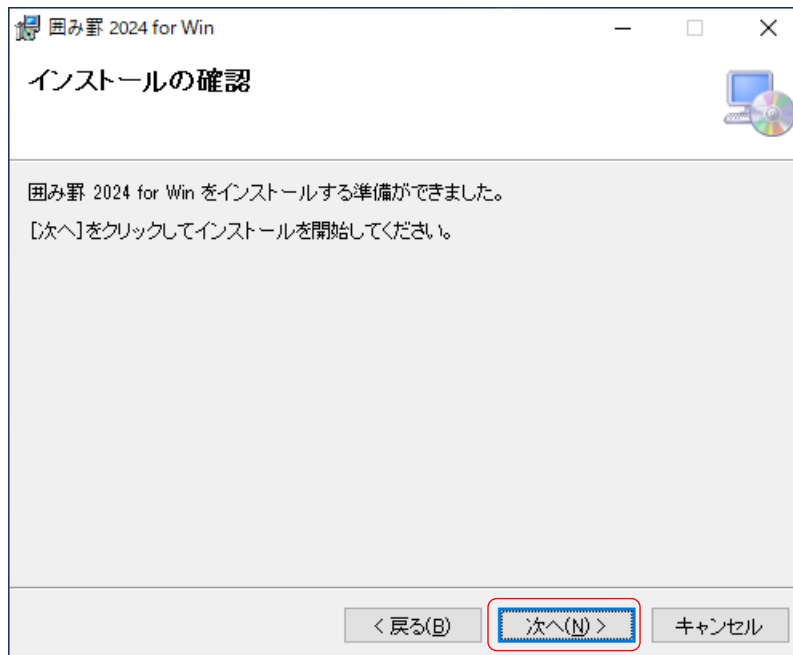 囲み罫 2024 for Win
インストールの確認
囲み罫 2024 for Win をインストールする準備ができました。
[次へ]をクリックしてインストールを開始してください。
< 戻る(B)
次へ(N) >
キャンセル